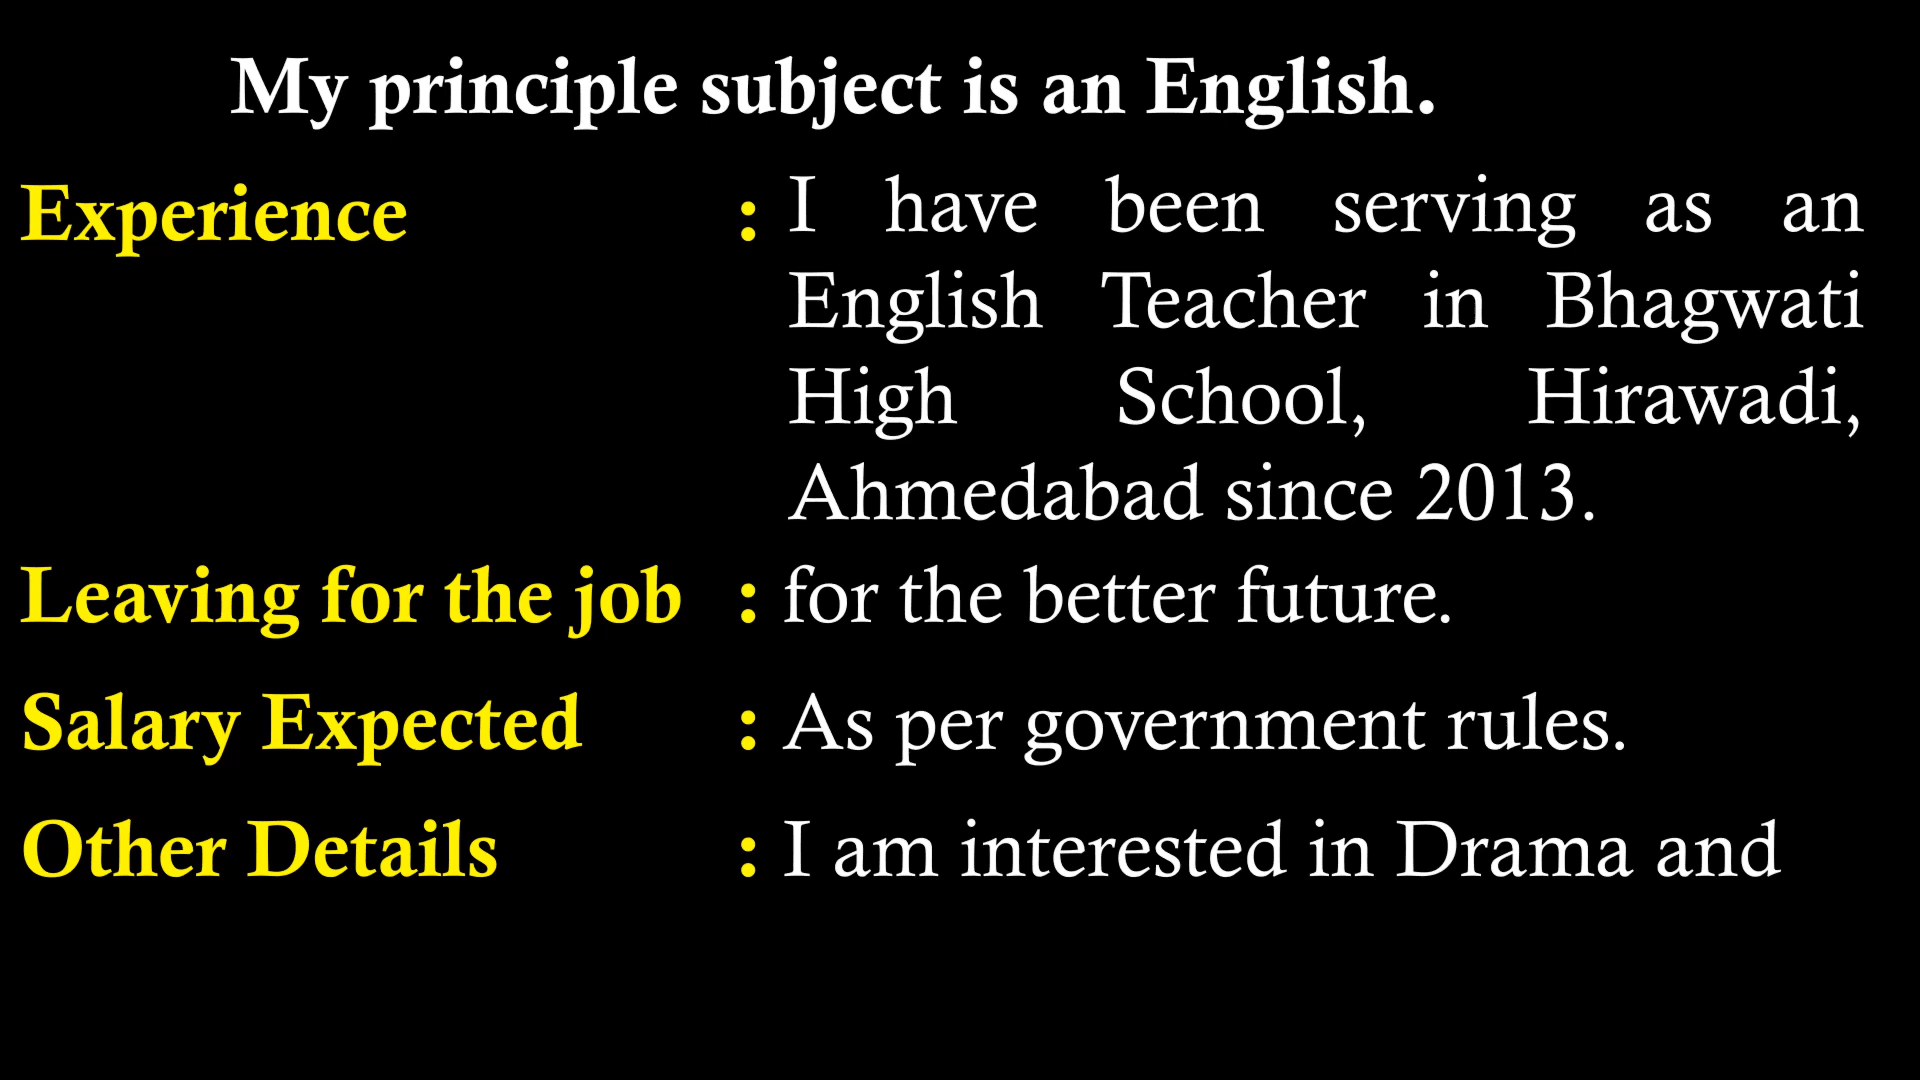 My principle subject is an English.
Experience : I have been serving as an
English Teacher in Bhagwati
High School, Hirawadi,
Ahmedabad since 2013.
Leaving for the job : for the better future.
Salary Expected : As per government rules.
Other Details : I am interested in Drama and